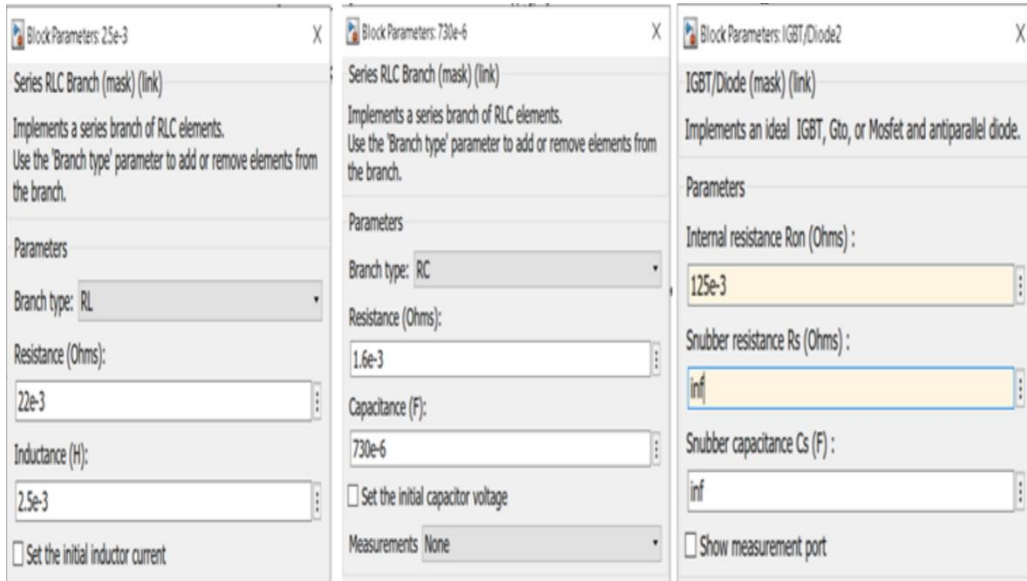 Block Parameters: 2.5e-3
X
Series RLC Branch (mask) (link)
Implements a series branch of RLC elements.
Use the 'Branch type' parameter to add or remove elements from
the branch.
Parameters
Branch type: RL
Resistance (Ohms):
22e-3
Inductance (H):
2.5e-3
Set the initial inductor current
Block Parameters: 730e-6
X
Series RLC Branch (mask) (link)
Implements a series branch of RLC elements.
Use the 'Branch type' parameter to add or remove elements from
the branch.
Parameters
Branch type: RC
Resistance (Ohms):
1.6e-3
Capacitance (F):
730e-6
Set the initial capacitor voltage
Measurements None
Block Parameters: IGBT/Diode2
X
IGBT/Diode (mask) (link)
Implements an ideal IGBT, Gto, or Mosfet and antiparallel diode.
Parameters
Internal resistance Ron (Ohms) :
125e-3
Snubber resistance Rs (Ohms) :
inf
Snubber capacitance Cs (F) :
inf
Show measurement port